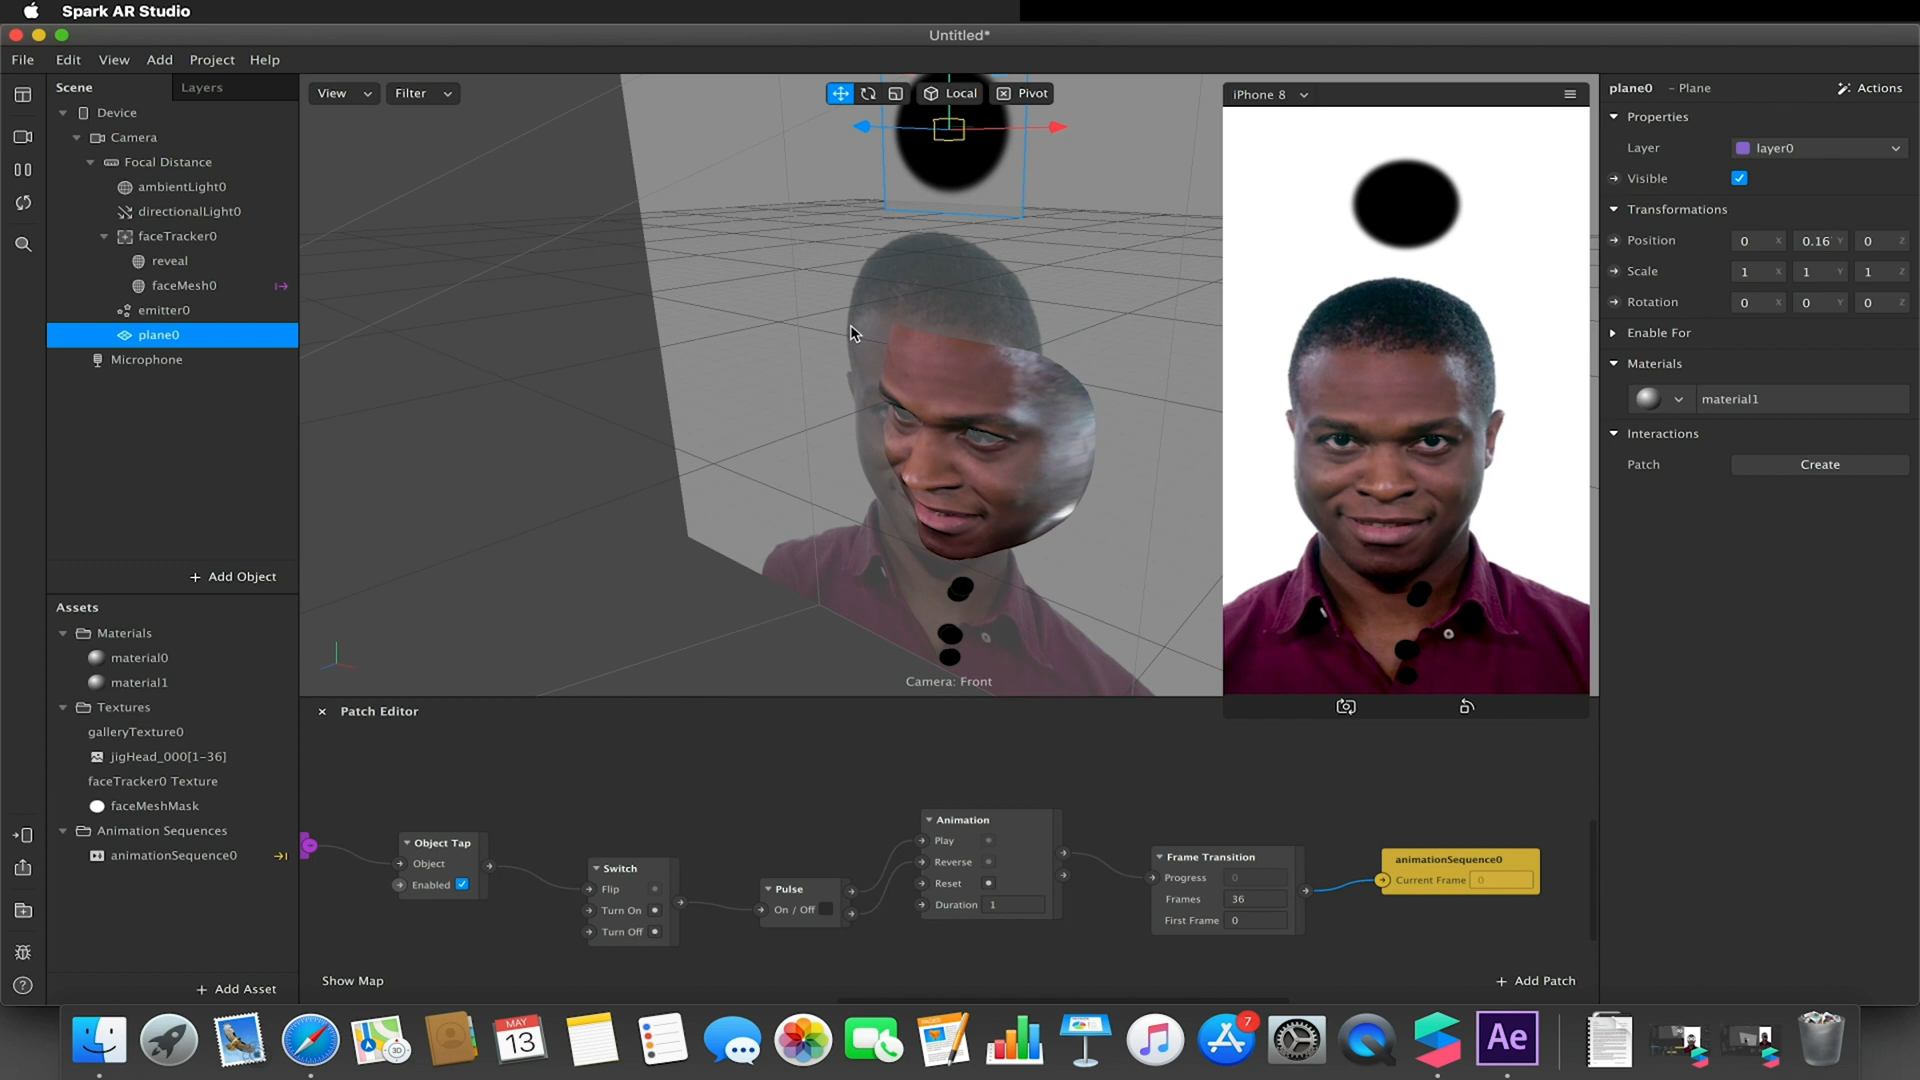 Spark AR Studio
Untitled*
File Edit View Add Project Help
Scene
Layers
Device
Camera
Focal Distance
ambientLight0
directionalLight0
faceTracker0
reveal
faceMesh0
emitter0
plane0
Microphone
+ Add Object
Assets
Materials
material0
material1
Textures
galleryTexture0
jigHead_000[1-36]
faceTracker0 Texture
faceMeshMask
Animation Sequences
animationSequence0
+ Add Asset
View
Filter
Local
Pivot
Camera: Front
iPhone 8
plane0 - Plane
Actions
Properties
Layer layer0
Visible
Transformations
Position 0 X 0.16 Y 0 Z
Scale 1 X 1 Y 1 Z
Rotation 0 X 0 Y 0 Z
Enable For
Materials
material1
Interactions
Patch Create
× Patch Editor
Object Tap
Object
Enabled
Switch
Flip
Turn On
Turn Off
Pulse
On / Off
Animation
Play
Reverse
Reset
Duration 1
Frame Transition
Progress 0
Frames 36
First Frame 0
animationSequence0
Current Frame 0
Show Map
+ Add Patch
3D
MAY
13
7
Ae